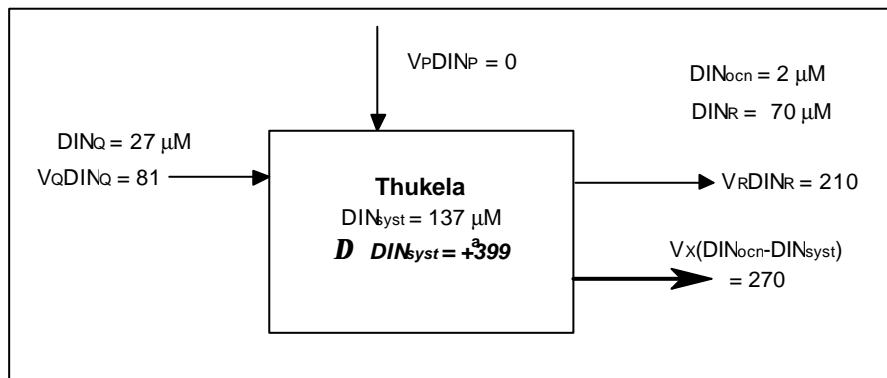 VPDINP = 0
DINocn = 2 µM
DINR = 70 µM
DINQ = 27 µM
VQDINQ = 81
Thukela
DINsyst = 137 µM
D DINsyst = +a399
VRDINR = 210
VX(DINocn-DINsyst)
= 270